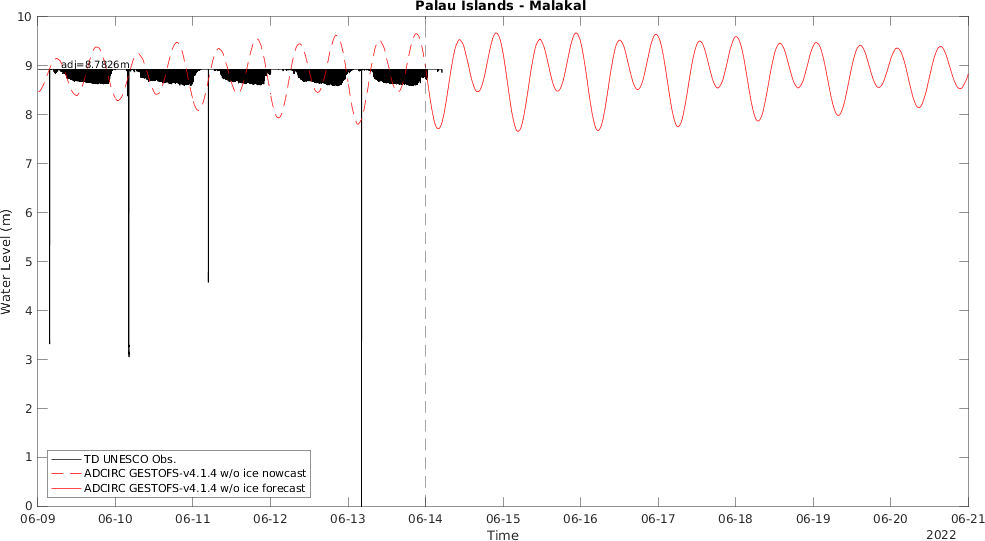 Palau Islands - Malakal
Water Level (m)
10
9
8
7
6
5
4
3
2
1
0
adj=8.7826m
TD UNESCO Obs.
ADCIRC GESTOFS-v4.1.4 w/o ice nowcast
ADCIRC GESTOFS-v4.1.4 w/o ice forecast
06-09 06-10 06-11 06-12 06-13 06-14 06-15 06-16 06-17 06-18 06-19 06-20 06-21
Time
2022